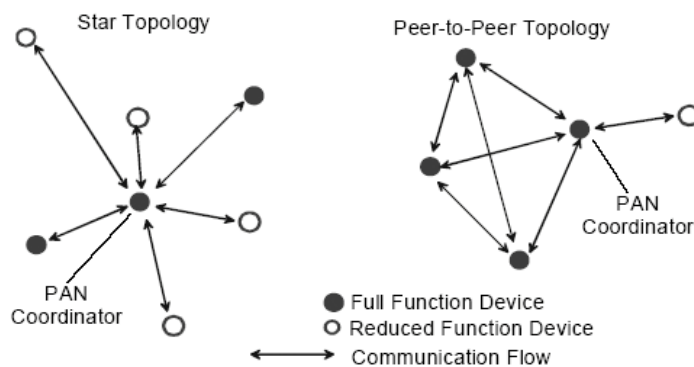 Star Topology
Peer-to-Peer Topology
PAN
Coordinator
PAN
Coordinator
Full Function Device
Reduced Function Device
Communication Flow